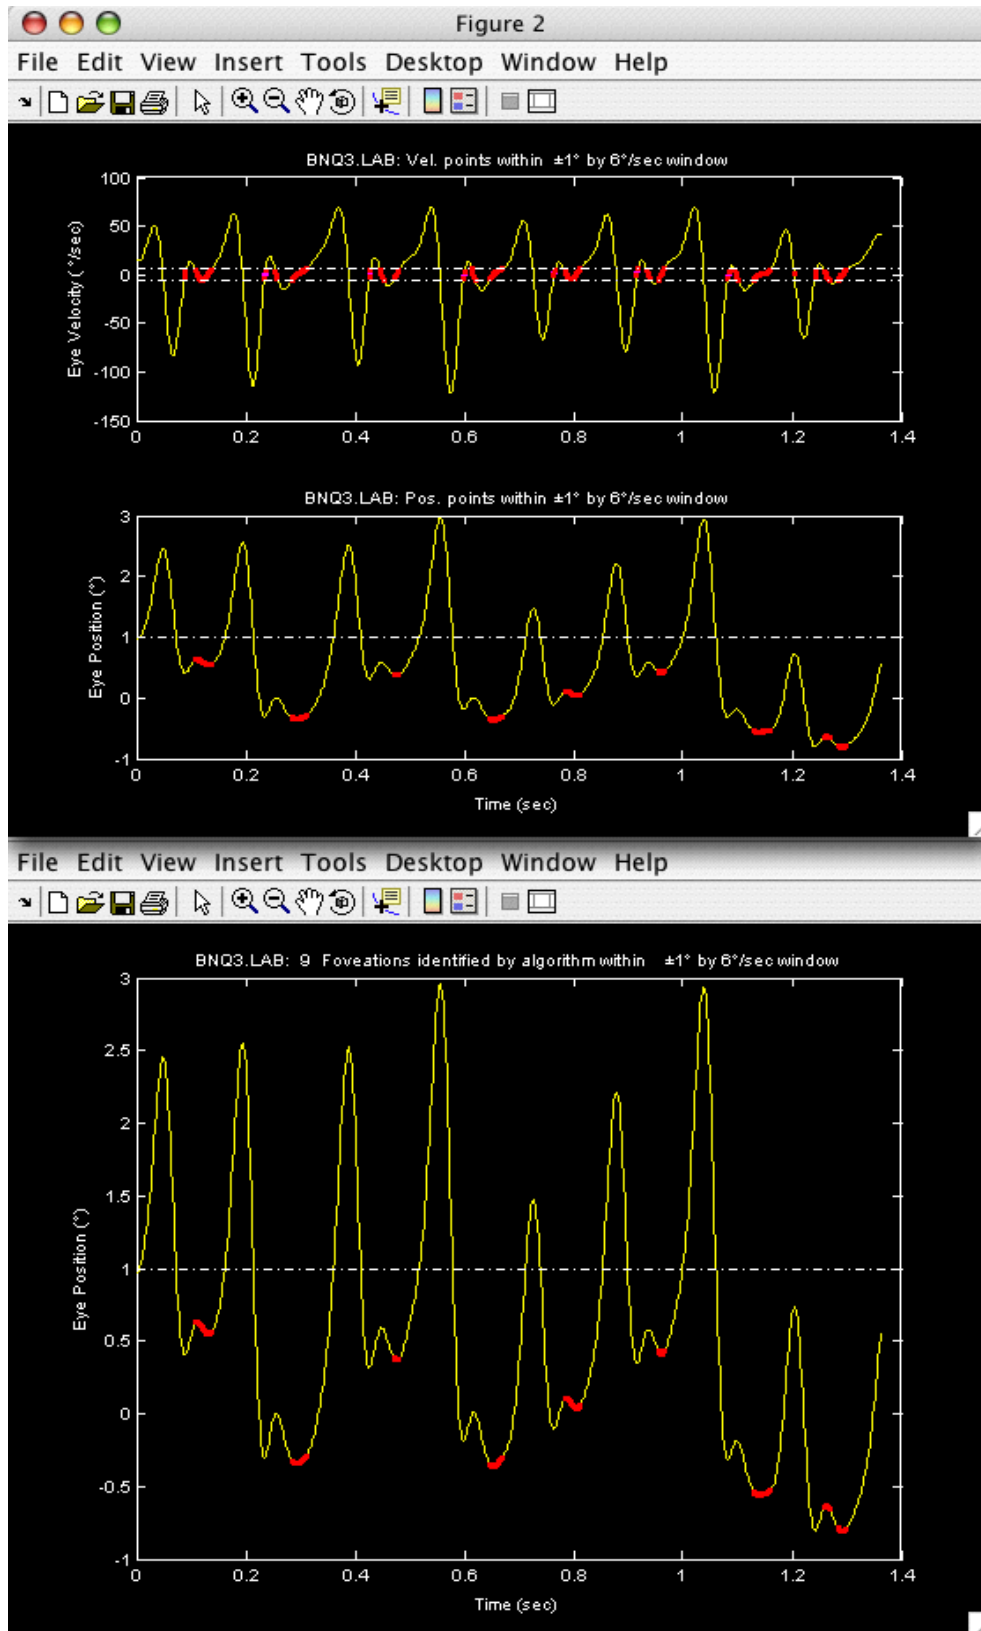 Figure 2
File Edit View Insert Tools Desktop Window Help
BNQ3.LAB: Vel. points within ±1° by 6°/sec window
100
50
0
-50
-100
-150
Eye Velocity ( °/sec)
0 0.2 0.4 0.6 0.8 1 1.2 1.4
BNQ3.LAB: Pos. points within ±1° by 6°/sec window
3
2
1
0
-1
Eye Position (°)
0 0.2 0.4 0.6 0.8 1 1.2 1.4
Time (sec)
File Edit View Insert Tools Desktop Window Help
BNQ3.LAB: 9 Foveations identified by algorithm within ±1° by 6°/sec window
3
2.5
2
1.5
1
0.5
0
-0.5
-1
Eye Position (°)
0 0.2 0.4 0.6 0.8 1 1.2 1.4
Time (sec)